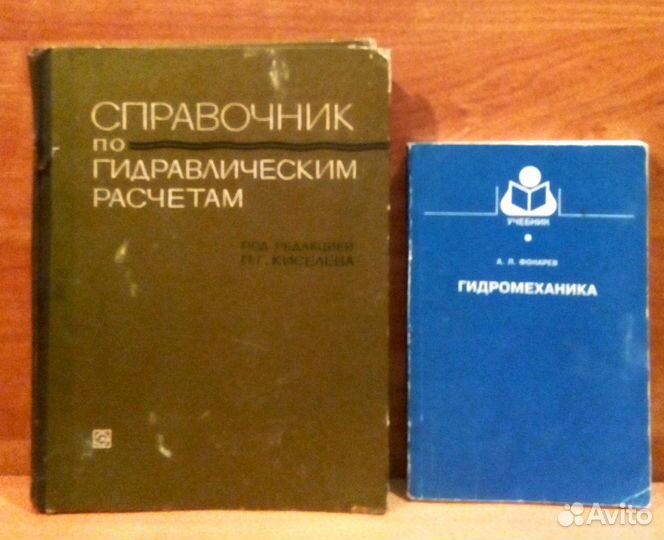 СПРАВОЧНИК
ПО
ГИДРАВЛИЧЕСКИМ
РАСЧЕТАМ
ПОД РЕДАКЦИЕЙ
П.Г. КИСЕЛЕВА
УЧЕБНИК
А. Л. ФОНАРЕВ
ГИДРОМЕХАНИКА
Avito